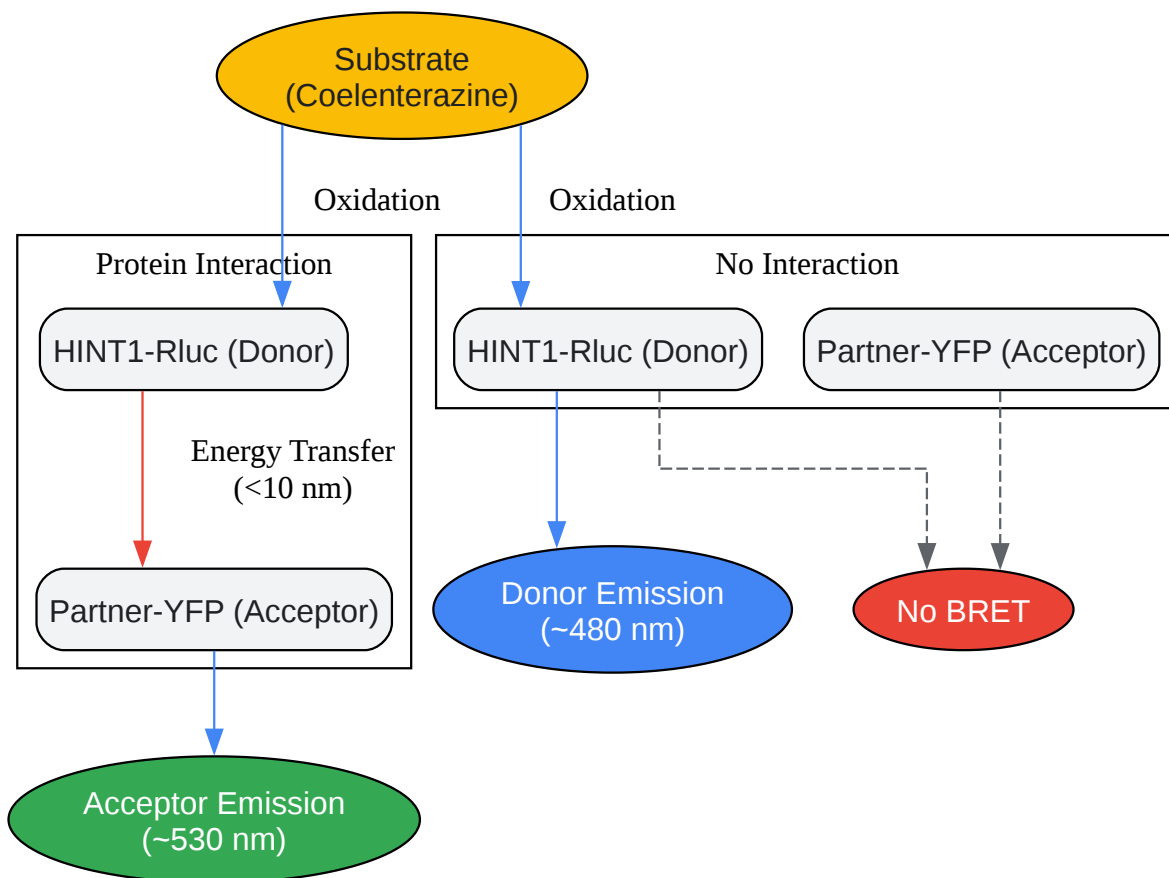 Substrate
(Coelenterazine)
Oxidation
Oxidation
Protein Interaction
HINT1-Rluc (Donor)
Energy Transfer
(<10 nm)
Partner-YFP (Acceptor)
Acceptor Emission
(~530 nm)
No Interaction
HINT1-Rluc (Donor)
Partner-YFP (Acceptor)
Donor Emission
(~480 nm)
No BRET